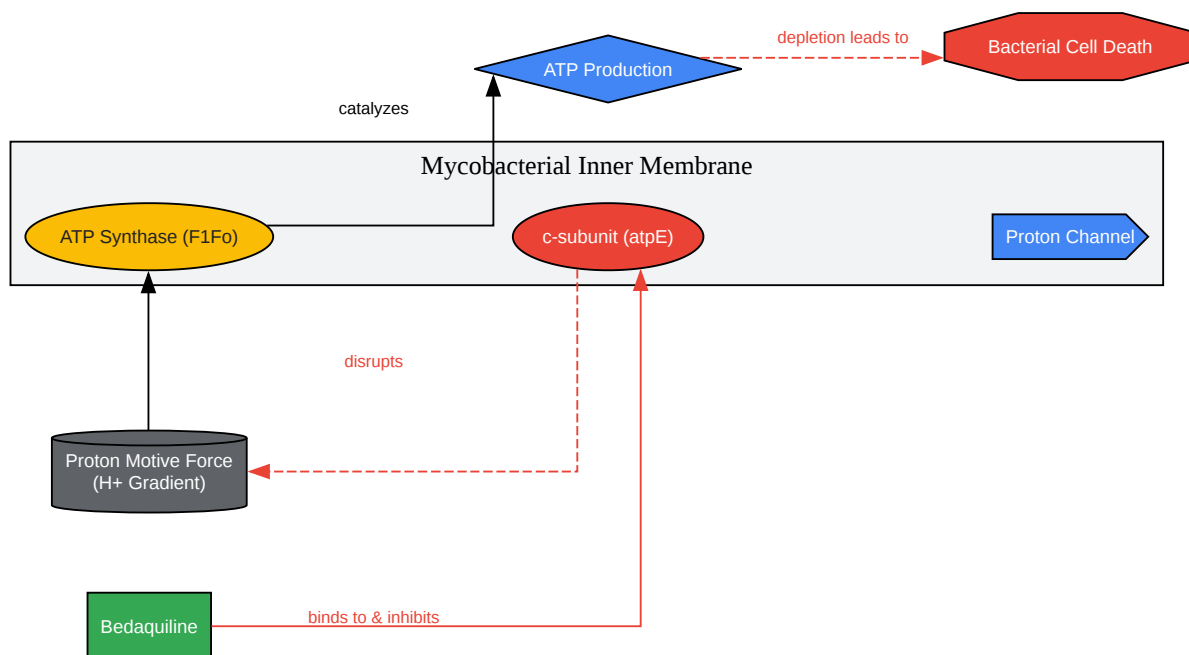 depletion leads to
Bacterial Cell Death
ATP Production
catalyzes
Mycobacterial Inner Membrane
ATP Synthase (F1Fo)
c-subunit (atpE)
Proton Channel
disrupts
Proton Motive Force
(H+ Gradient)
binds to & inhibits
Bedaquiline